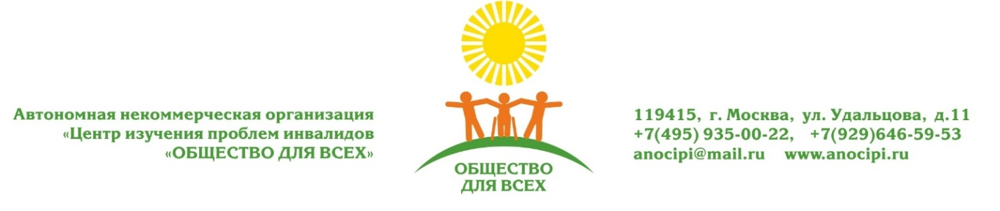 Автономная некоммерческая организация
«Центр изучения проблем инвалидов
«ОБЩЕСТВО ДЛЯ ВСЕХ»
ОБЩЕСТВО
ДЛЯ ВСЕХ
119415, г. Москва, ул. Удальцова, д.11
+7(495) 935-00-22, +7(929)646-59-53
anocipi@mail.ru www.anocipi.ru